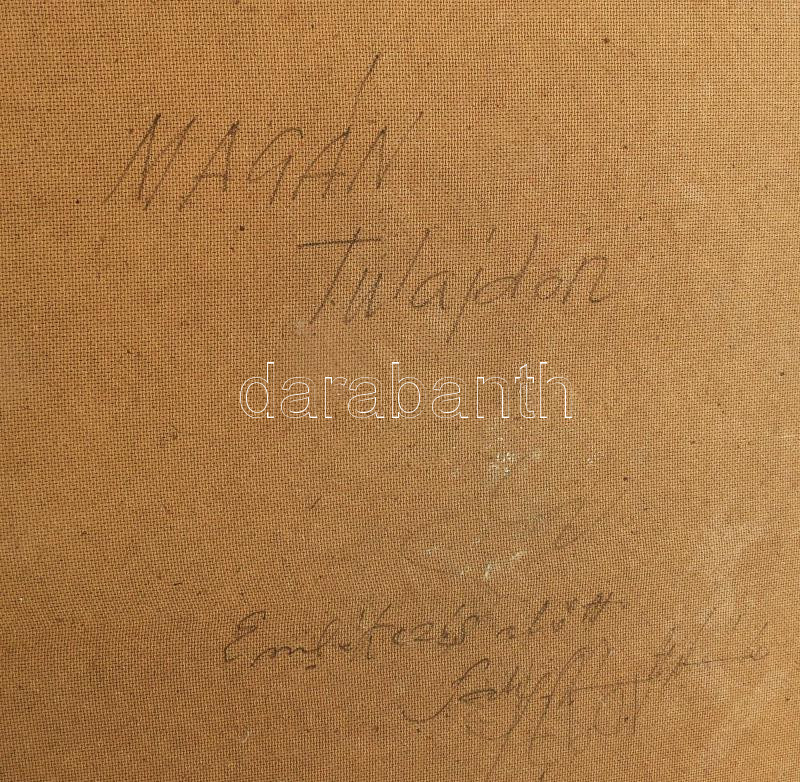 MAGÁN
Tulajdon
darabanth
Emlékezés előtt